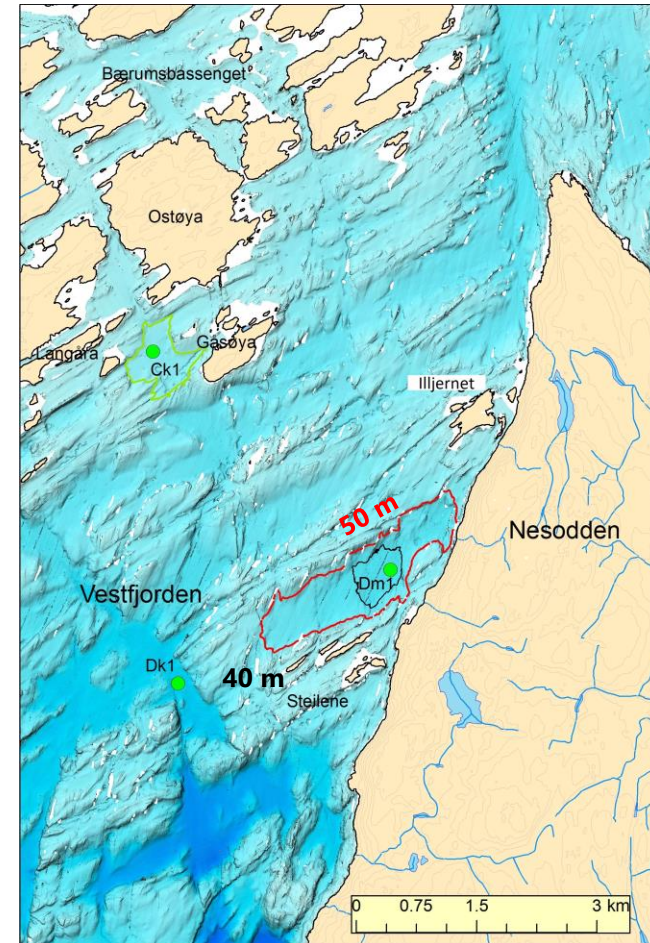 Bærumsbassenget
Ostøya
Langåra
Gåsøya
Ck1
Illjernet
50 m
Nesodden
Dm1
Vestfjorden
Dk1
40 m
Steilene
0 0.75 1.5 3 km